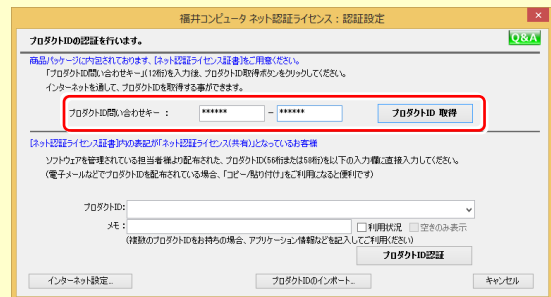 福井コンピュータ ネット認証ライセンス：認証設定
×
プロダクトIDの認証を行います。
Q&A
商品パッケージに内包されております、[ネット認証ライセンス証書]をご用意ください。
「プロダクトID問い合わせキー」(12桁)を入力後、プロダクトID取得ボタンをクリックしてください。
インターネットを通して、プロダクトIDを取得する事ができます。
プロダクトID問い合わせキー： ****** - ****** プロダクトID 取得
[ネット認証ライセンス証書]内の表記が「ネット認証ライセンス(共有)」となっているお客様
ソフトウェアを管理されている担当者様より配布された、プロダクトID(56桁または58桁)を以下の入力欄に直接入力してください。
(電子メールなどでプロダクトIDを配布されている場合、「コピー/貼り付け」をご利用になると便利です)
プロダクトID:
メモ： 利用状況 空きのみ表示
(複数のプロダクトIDをお持ちの場合、アプリケーション情報などを記入してご利用ください)
プロダクトID認証
インターネット設定... プロダクトIDのインポート... キャンセル